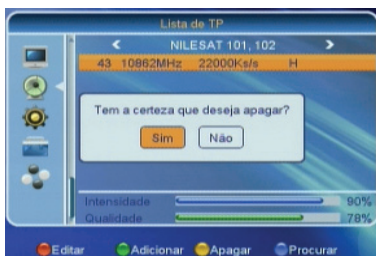 Lista de TP
NILESAT 101, 102
43 10862MHz 22000Ks/s H
Tem a certeza que deseja apagar?
Sim Não
Intensidade 90%
Qualidade 78%
Editar Adicionar Apagar Procurar